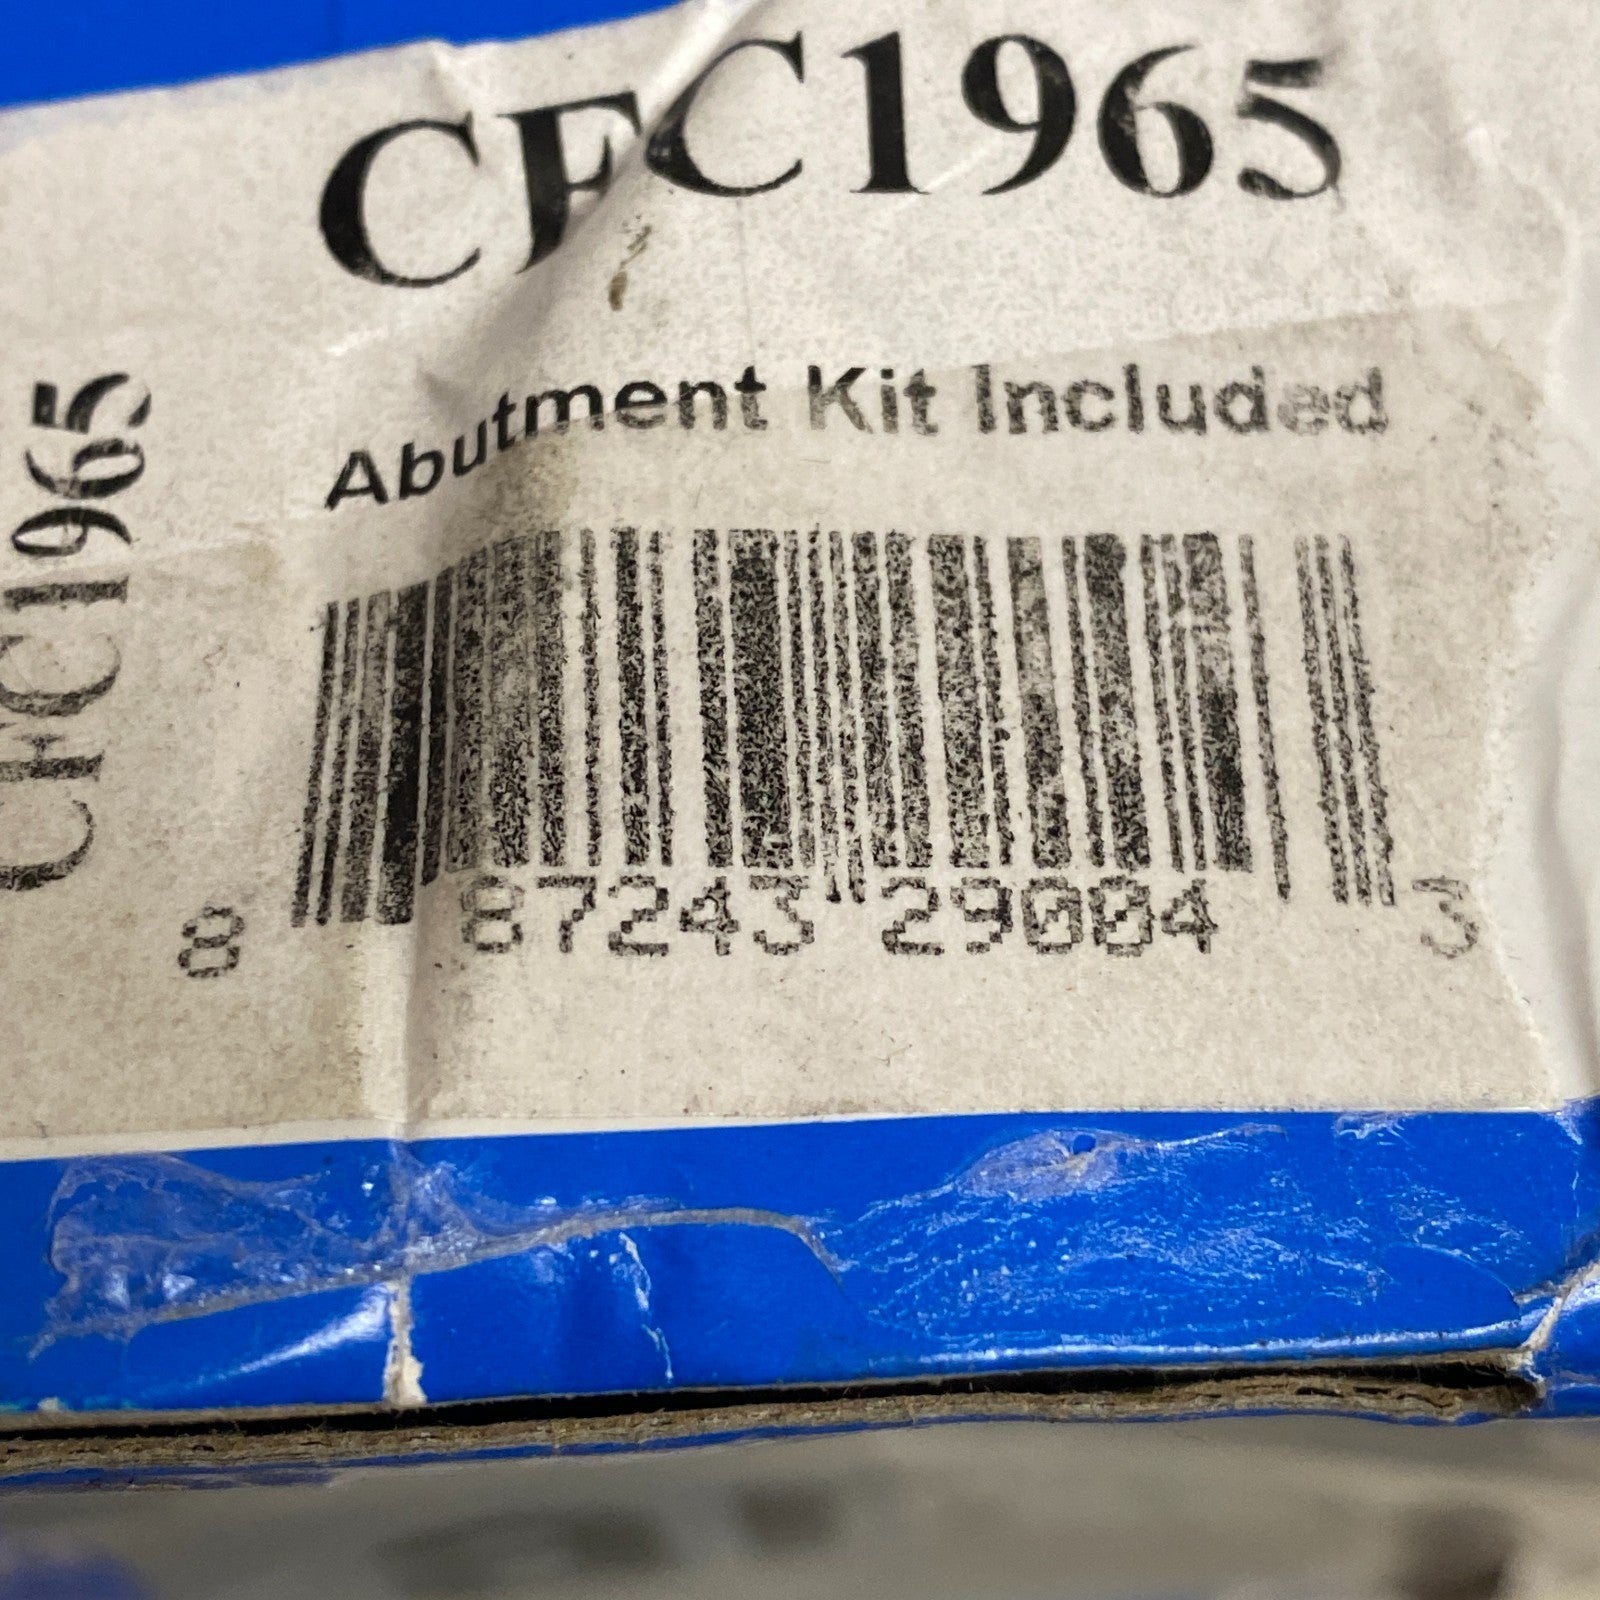 CFC1965
Abutment Kit Included
8 87243 29004 3
CFC1965